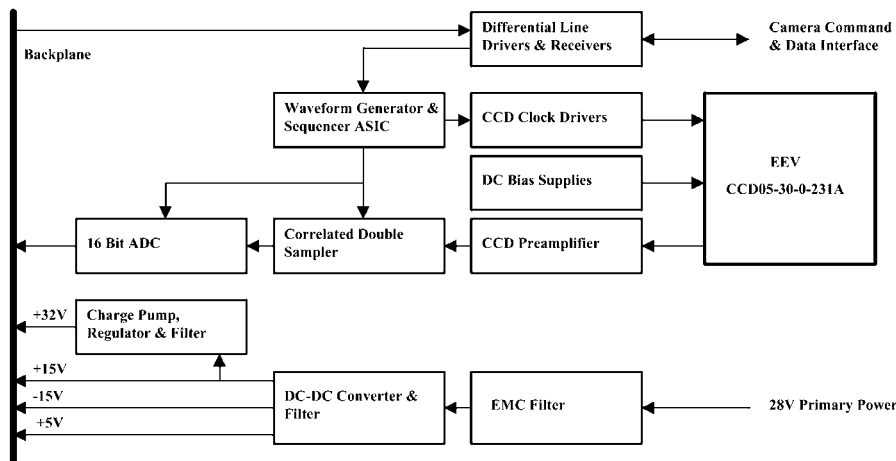 Differential Line
Drivers & Receivers
Camera Command
& Data Interface
Backplane
Waveform Generator &
Sequencer ASIC
CCD Clock Drivers
EEV
CCD05-30-0-231A
DC Bias Supplies
16 Bit ADC
Correlated Double
Sampler
CCD Preamplifier
+32V
Charge Pump,
Regulator & Filter
+15V
-15V
+5V
DC-DC Converter &
Filter
EMC Filter
28V Primary Power